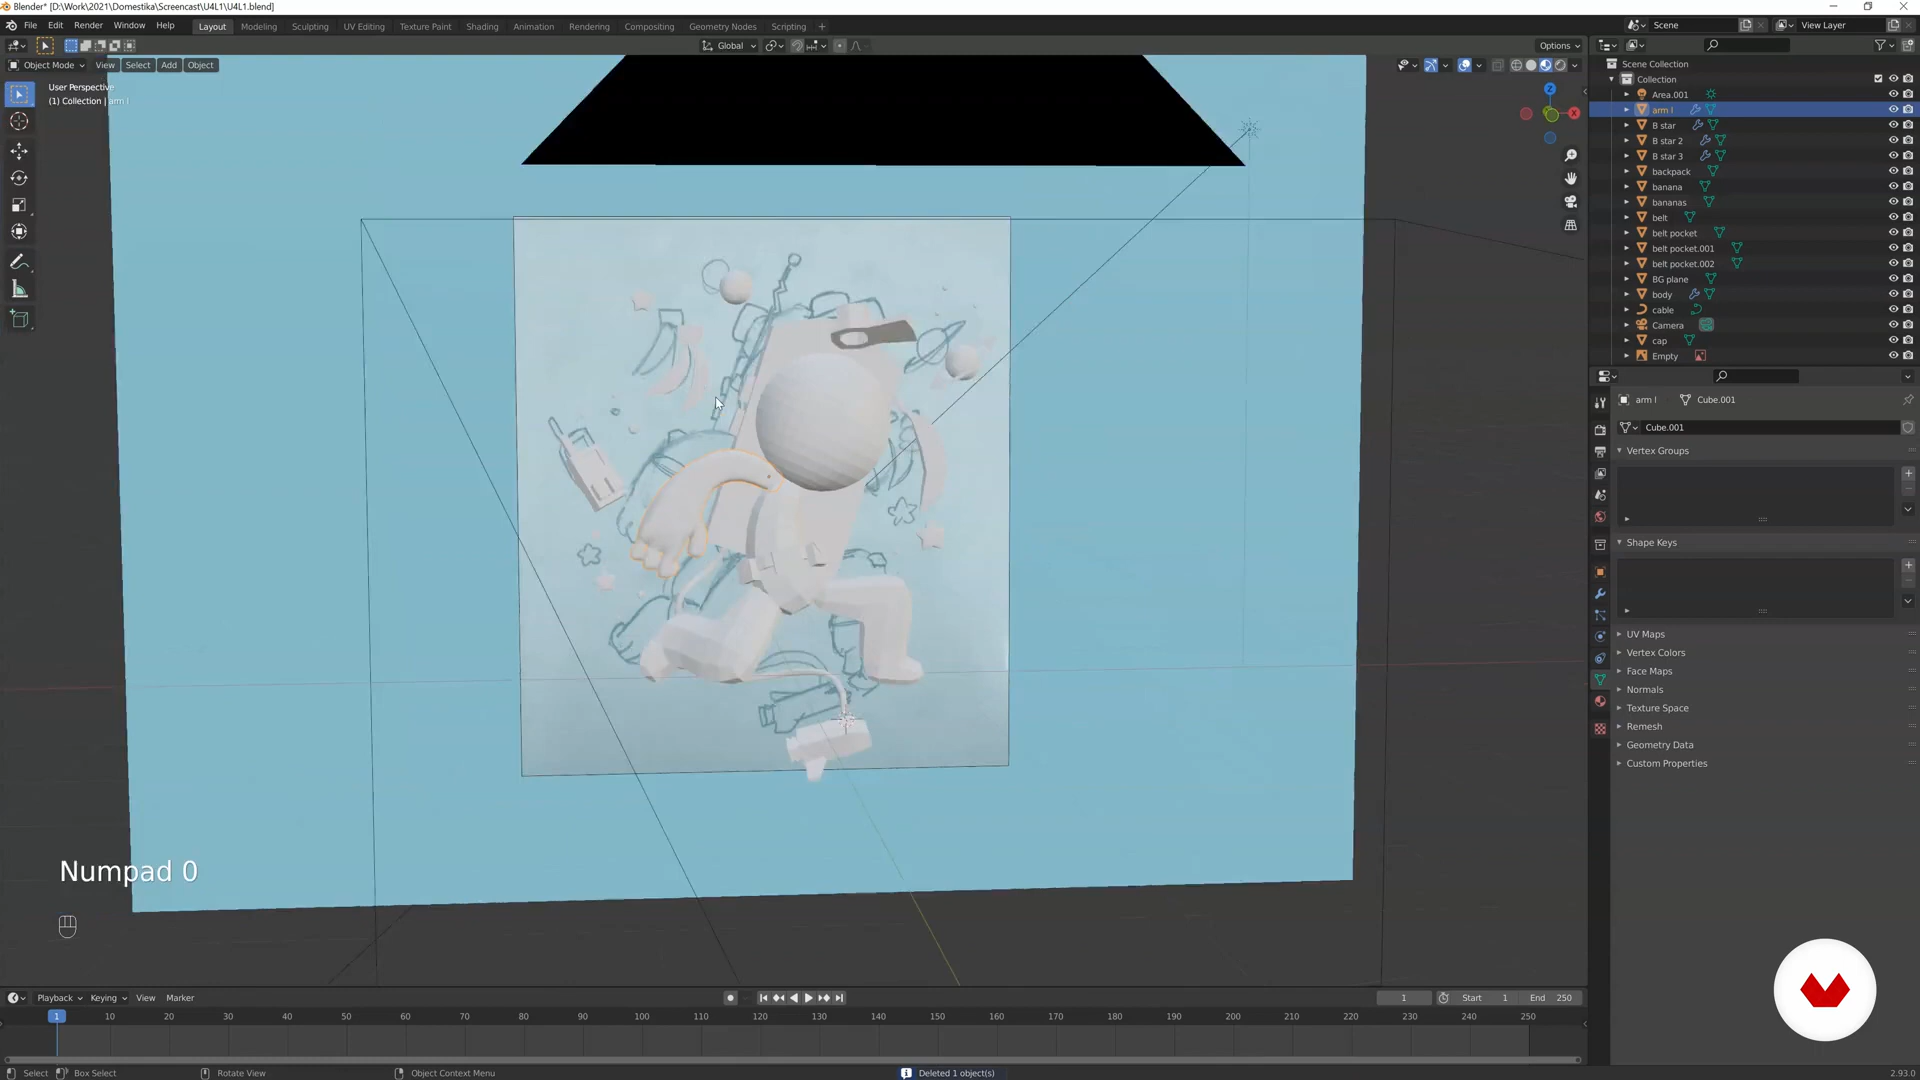 Blender* [D:\Work\2021\Domestika\Screencast\U4L1\U4L1.blend]
File Edit Render Window Help Layout Modeling Sculpting UV Editing Texture Paint Shading Animation Rendering Compositing Geometry Nodes Scripting + Scene View Layer
Global Options
Object Mode View Select Add Object
User Perspective
(1) Collection | arm l
Z
X
Scene Collection
Collection
Area.001
arm l
B star
B star 2
B star 3
backpack
banana
bananas
belt
belt pocket
belt pocket.001
belt pocket.002
BG plane
body
cable
Camera
cap
Empty
arm l Cube.001
Cube.001
Vertex Groups
Shape Keys
UV Maps
Vertex Colors
Face Maps
Normals
Texture Space
Remesh
Geometry Data
Custom Properties
Numpad 0
Playback Keying View Marker 1 Start 1 End 250
1 10 20 30 40 50 60 70 80 90 100 110 120 130 140 150 160 170 180 190 200 210 220 230 240 250
Select Box Select Rotate View Object Context Menu Deleted 1 object(s) 2.93.0